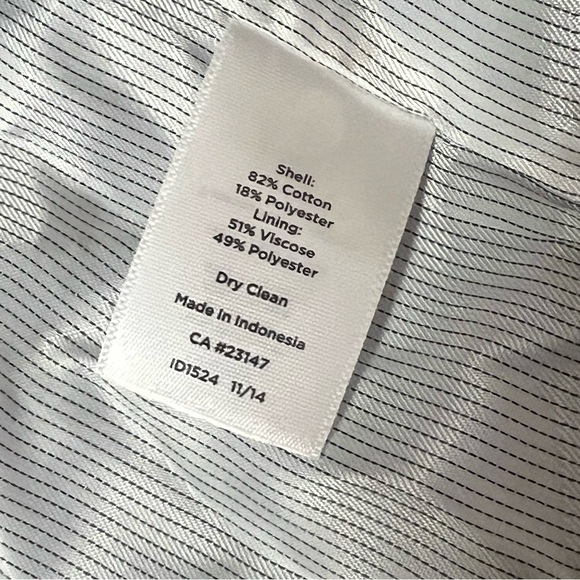 Shell:
82% Cotton
18% Polyester
Lining:
51% Viscose
49% Polyester
Dry Clean
Made in Indonesia
CA #23147
ID1524 11/14